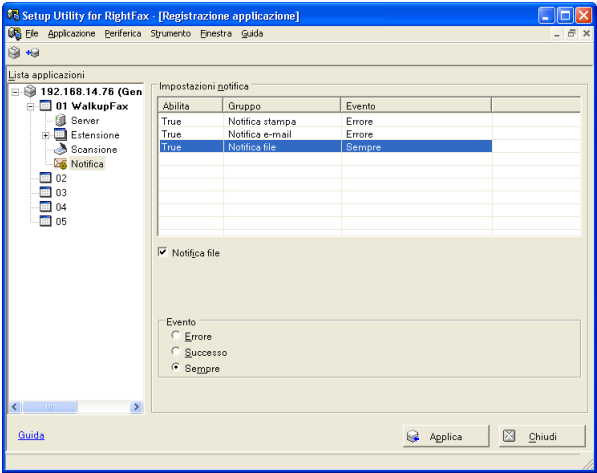 Setup Utility for RightFax - [Registrazione applicazione]
File Applicazione Periferica Strumento Finestra Guida
Lista applicazioni
192.168.14.76 (Gen
01 WalkupFax
Server
Estensione
Scansione
Notifica
02
03
04
05
Impostazioni notifica
Abilita Gruppo Evento
True Notifica stampa Errore
True Notifica e-mail Errore
True Notifica file Sempre
Notifica file
Evento
Errore
Successo
Sempre
Guida
Applica
Chiudi